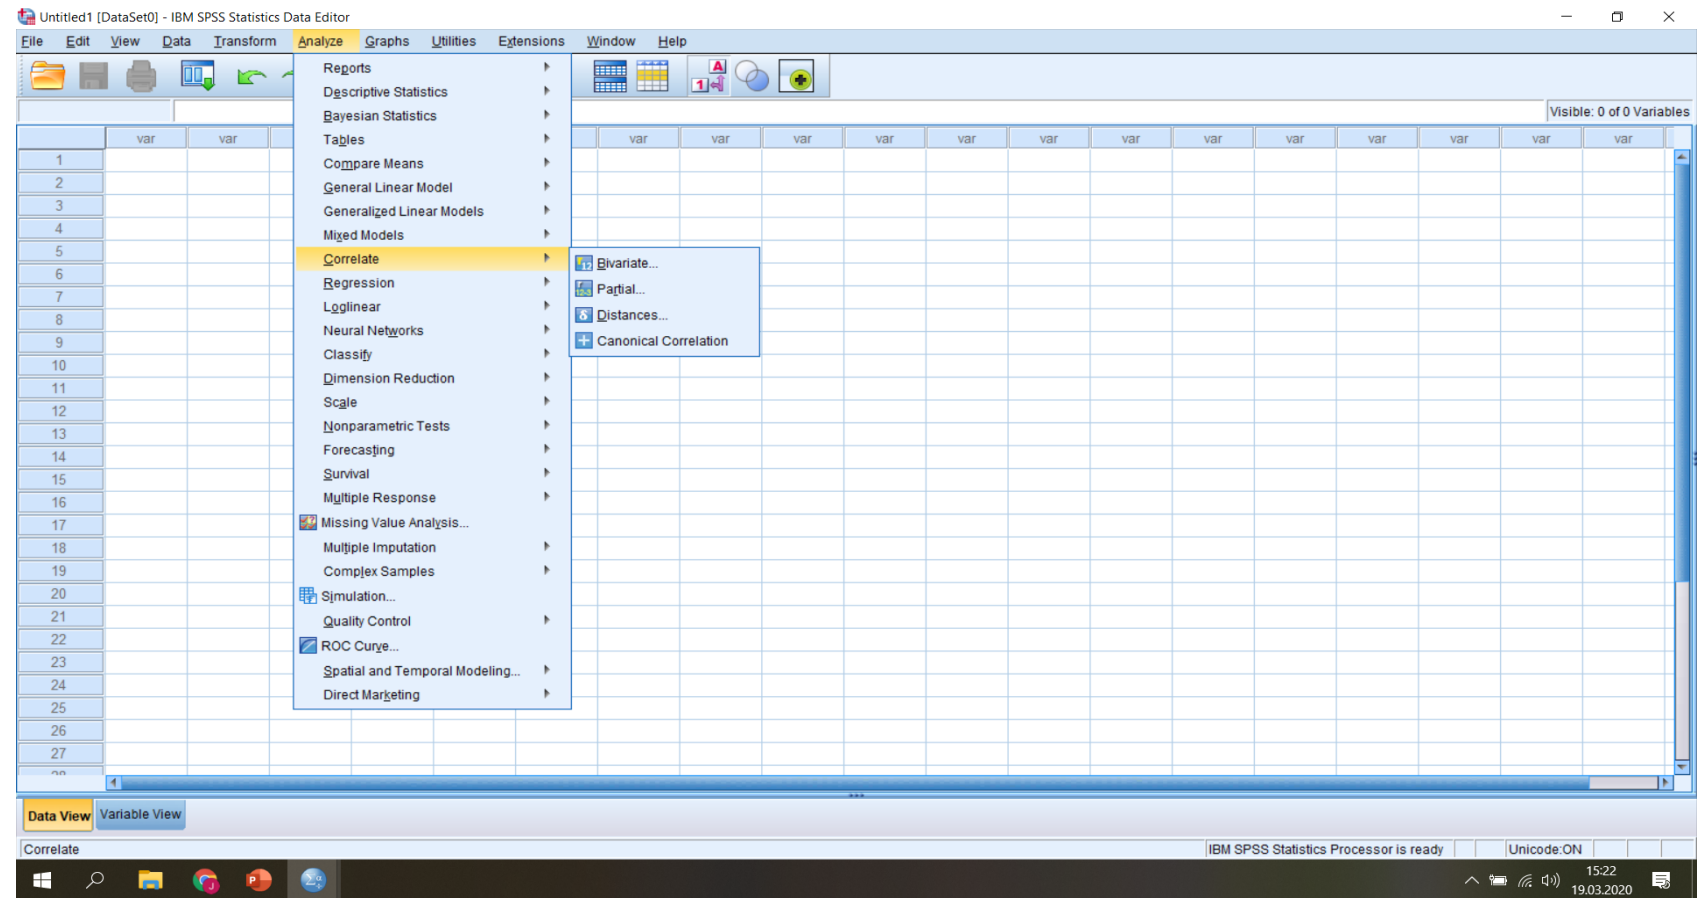 Untitled1 [DataSet0] - IBM SPSS Statistics Data Editor
File Edit View Data Transform Analyze Graphs Utilities Extensions Window Help
Visible: 0 of 0 Variables
var var var var var var var var var var var var var var var
Reports
Descriptive Statistics
Bayesian Statistics
Tables
Compare Means
General Linear Model
Generalized Linear Models
Mixed Models
Correlate
Regression
Loglinear
Neural Networks
Classify
Dimension Reduction
Scale
Nonparametric Tests
Forecasting
Survival
Multiple Response
Missing Value Analysis...
Multiple Imputation
Complex Samples
Simulation...
Quality Control
ROC Curve...
Spatial and Temporal Modeling...
Direct Marketing
Bivariate...
Partial...
Distances...
Canonical Correlation
1
2
3
4
5
6
7
8
9
10
11
12
13
14
15
16
17
18
19
20
21
22
23
24
25
26
27
Data View Variable View
Correlate IBM SPSS Statistics Processor is ready Unicode:ON
15:22
19.03.2020